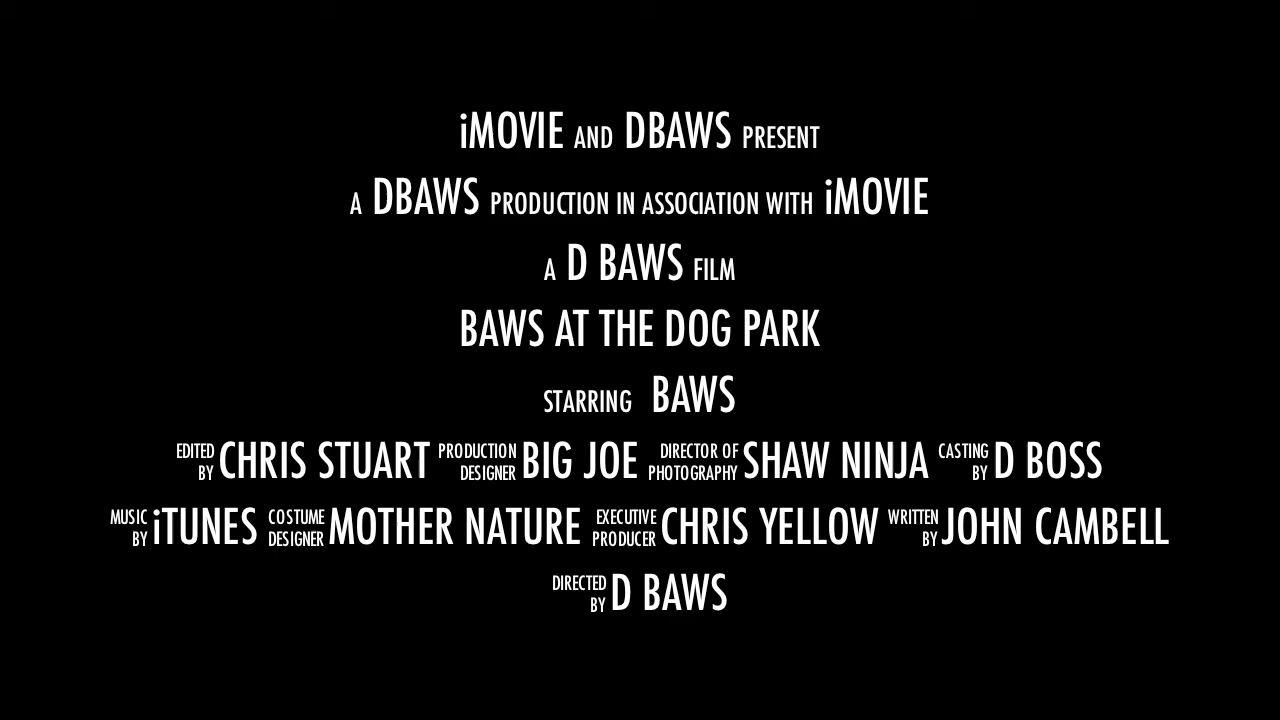 iMOVIE AND DBAWS PRESENT
A DBAWS PRODUCTION IN ASSOCIATION WITH iMOVIE
A D BAWS FILM
BAWS AT THE DOG PARK
STARRING BAWS
EDITED BY CHRIS STUART PRODUCTION DESIGNER BIG JOE DIRECTOR OF PHOTOGRAPHY SHAW NINJA CASTING BY D BOSS
MUSIC BY iTUNES COSTUME DESIGNER MOTHER NATURE EXECUTIVE PRODUCER CHRIS YELLOW WRITTEN BY JOHN CAMBELL
DIRECTED BY D BAWS